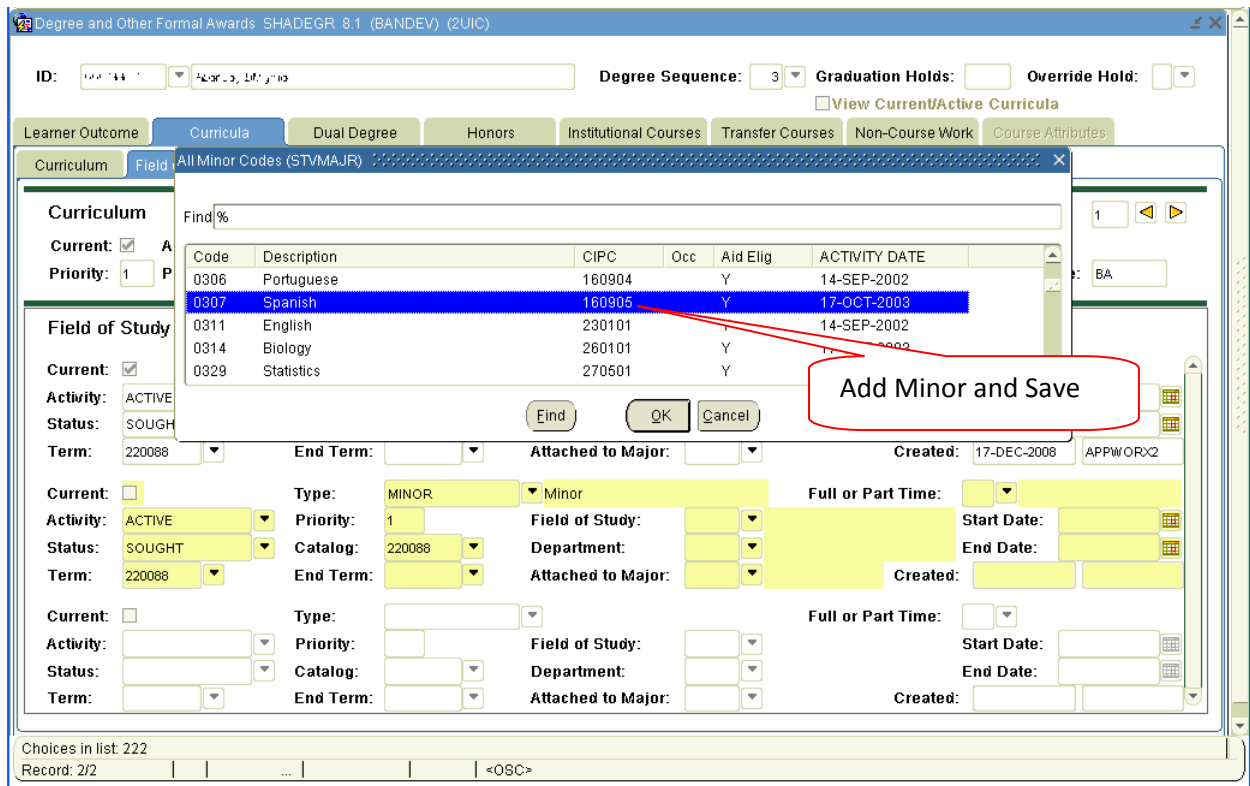 Degree and Other Formal Awards SHADEGR 8.1 (BANDEV) (2UIC)
ID: Degree Sequence: 3 Graduation Holds: Override Hold:
View Current/Active Curricula
Learner Outcome Curricula Dual Degree Honors Institutional Courses Transfer Courses Non-Course Work Course Attributes
Curriculum Field
All Minor Codes (STVMAJR)
Find %
Curriculum 1
Current: A
Priority: 1 P BA
Code Description CIPC Occ Aid Elig ACTIVITY DATE
0306 Portuguese 160904 Y 14-SEP-2002
0307 Spanish 160905 Y 17-OCT-2003
0311 English 230101 14-SEP-2002
0314 Biology 260101 Y
0329 Statistics 270501 Y
Add Minor and Save
Find OK Cancel
Field of Study
Current:
Activity: ACTIVE
Status: SOUGH
Term: 220088 End Term: Attached to Major: Created: 17-DEC-2008 APPWORX2
Current: Type: MINOR Minor Full or Part Time:
Activity: ACTIVE Priority: 1 Field of Study: Start Date:
Status: SOUGHT Catalog: 220088 Department: End Date:
Term: 220088 End Term: Attached to Major: Created:
Current: Type: Full or Part Time:
Activity: Priority: Field of Study: Start Date:
Status: Catalog: Department: End Date:
Term: End Term: Attached to Major: Created:
Choices in list: 222
Record: 2/2 ... <OSC>